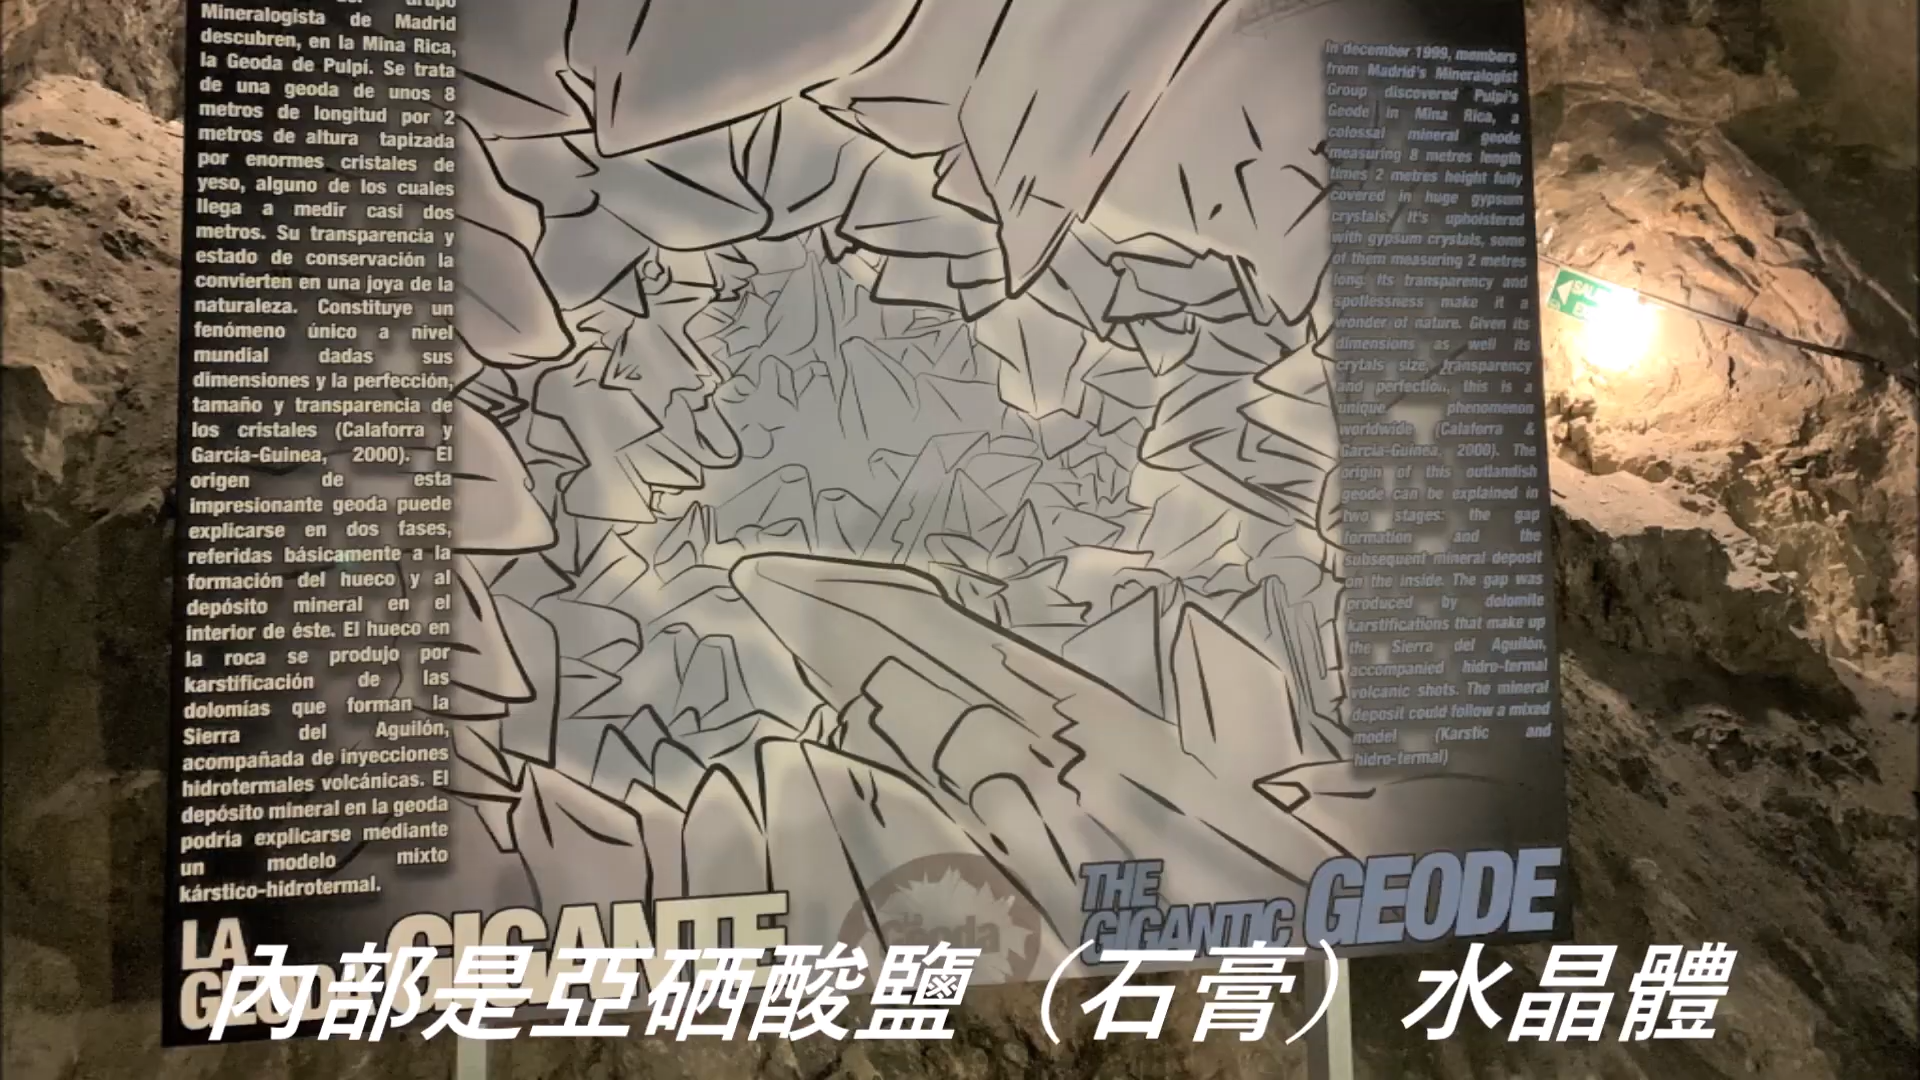 Mineralogista de Madrid
descubren, en la Mina Rica,
la Geoda de Pulpí. Se trata
de una geoda de unos 8
metros de longitud por 2
metros de altura tapizada
por enormes cristales de
yeso, alguno de los cuales
llega a medir casi dos
metros. Su transparencia y
estado de conservación la
convierten en una joya de la
naturaleza. Constituye un
fenómeno único a nivel
mundial dadas sus
dimensiones y la perfección,
tamaño y transparencia de
los cristales (Calaforra y
García-Guinea, 2000). El
origen de esta
impresionante geoda puede
explicarse en dos fases,
referidas básicamente a la
formación del hueco y al
depósito mineral en el
interior de éste. El hueco en
la roca se produjo por
karstificación de las
dolomías que forman la
Sierra del Aguilón,
acompañada de inyecciones
hidrotermales volcánicas. El
depósito mineral en la geoda
podría explicarse mediante
un modelo mixto
kárstico-hidrotermal.
In december 1999, members
from Madrid's Mineralogist
Group discovered Pulpí's
Geode in Mina Rica, a
colossal mineral geode
measuring 8 metres length
times 2 metres height fully
covered in huge gypsum
crystals. It's upholstered
with gypsum crystals, some
of them measuring 2 metres
long. Its transparency and
spotlessness make it a
wonder of nature. Given its
dimensions as well its
crytals size, transparency
and perfection, this is a
unique phenomenon
worldwide (Calaforra &
García-Guinea, 2000). The
origin of this outlandish
geode can be explained in
two stages: the gap
formation and the
subsequent mineral deposit
on the inside. The gap was
produced by dolomite
karstifications that make up
the Sierra del Aguilón,
accompanied hidro-termal
volcanic shots. The mineral
deposit could follow a mixed
model (Karstic and
hidro-termal)
LA
GEODA GIGANTE
THE
GIGANTIC GEODE
內部是亞硒酸鹽（石膏）水晶體